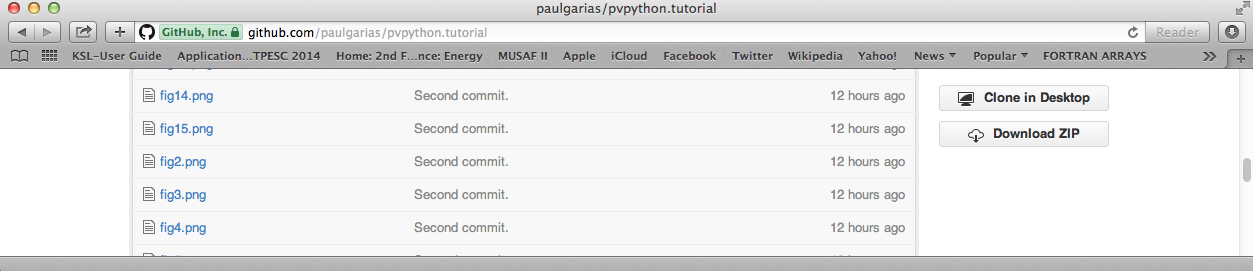 paulgarias/pvpython.tutorial
GitHub, Inc. github.com/paulgarias/pvpython.tutorial Reader
KSL-User Guide Application...TPESC 2014 Home: 2nd F...nce: Energy MUSAF II Apple iCloud Facebook Twitter Wikipedia Yahoo! News Popular FORTRAN ARRAYS
fig14.png Second commit. 12 hours ago Clone in Desktop
fig15.png Second commit. 12 hours ago Download ZIP
fig2.png Second commit. 12 hours ago
fig3.png Second commit. 12 hours ago
fig4.png Second commit. 12 hours ago